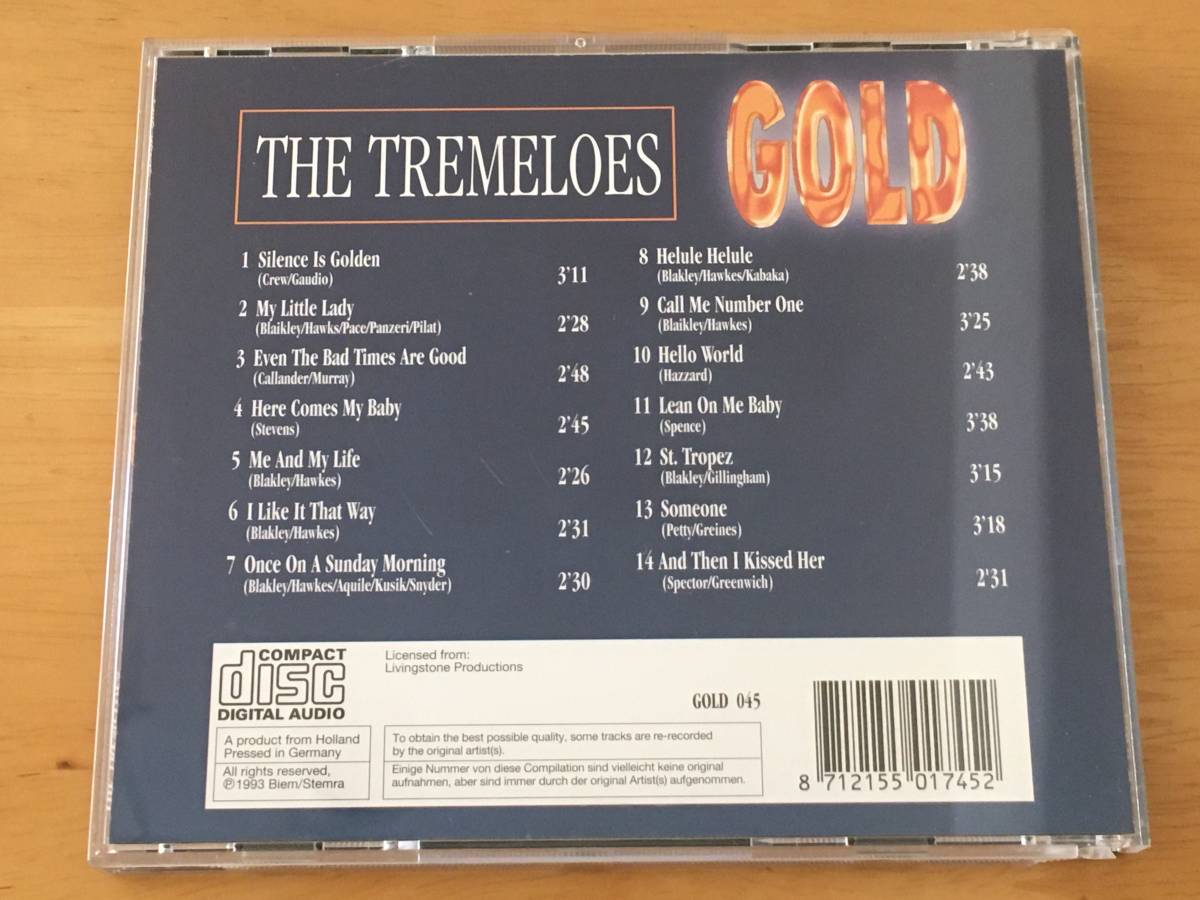 THE TREMELOES
GOLD
1 Silence Is Golden
(Crew/Gaudio) 3'11
2 My Little Lady
(Blaikley/Hawks/Pace/Panzeri/Pilat) 2'28
3 Even The Bad Times Are Good
(Callander/Murray) 2'48
4 Here Comes My Baby
(Stevens) 2'45
5 Me And My Life
(Blakley/Hawkes) 2'26
6 I Like It That Way
(Blakley/Hawkes) 2'31
7 Once On A Sunday Morning
(Blakley/Hawkes/Aquile/Kusik/Snyder) 2'30
8 Helule Helule
(Blakley/Hawkes/Kabaka) 2'38
9 Call Me Number One
(Blaikley/Hawkes) 3'25
10 Hello World
(Hazzard) 2'43
11 Lean On Me Baby
(Spence) 3'38
12 St. Tropez
(Blakley/Gillingham) 3'15
13 Someone
(Petty/Greines) 3'18
14 And Then I Kissed Her
(Spector/Greenwich) 2'31
COMPACT
disc
DIGITAL AUDIO
Licensed from:
Livingstone Productions
GOLD 045
A product from Holland
Pressed in Germany
All rights reserved,
℗1993 Biem/Stemra
To obtain the best possible quality, some tracks are re-recorded
by the original artist(s).
Einige Nummer von diese Compilation sind vielleicht keine original
aufnahmen, aber sind immer durch der original Artist(s) aufgenommen.
8 712155 017452